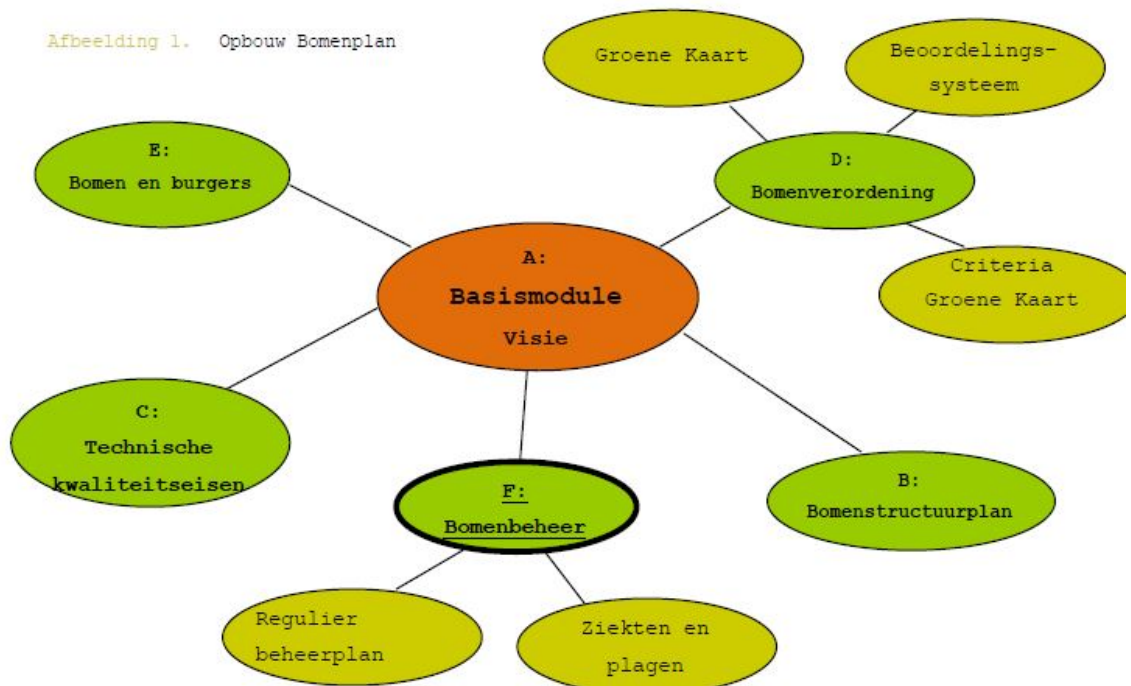 Afbeelding 1. Opbouw Bomenplan
Groene Kaart
Beoordelings-
systeem
E:
Bomen en burgers
D:
Bomenverordening
A:
Basismodule
Visie
Criteria
Groene Kaart
C:
Technische
kwaliteitseisen
F:
Bomenbeheer
B:
Bomenstructuurplan
Regulier
beheerplan
Ziekten en
plagen